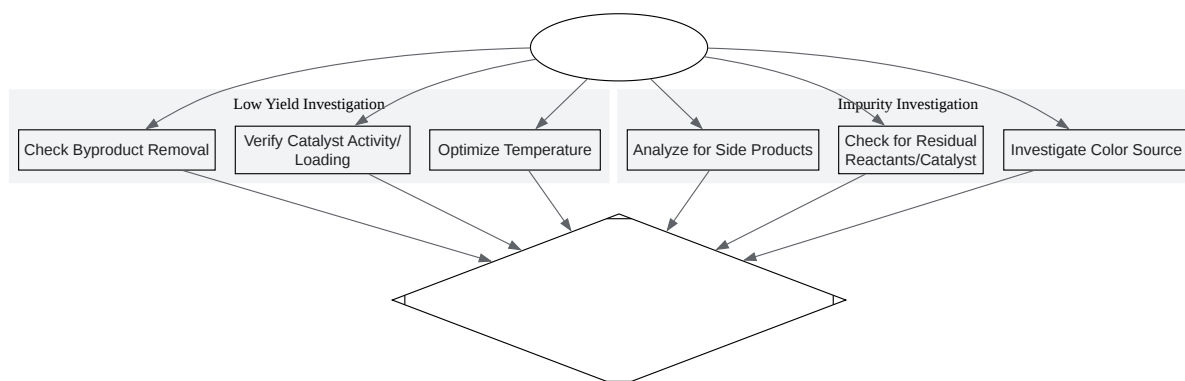 Low Yield Investigation
Impurity Investigation
Check Byproduct Removal
Verify Catalyst Activity/
Loading
Optimize Temperature
Analyze for Side Products
Check for Residual
Reactants/Catalyst
Investigate Color Source